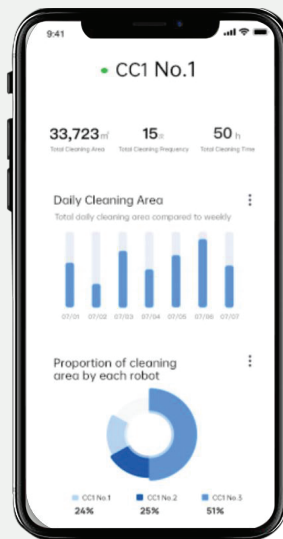 9:41
CC1 No.1
33,723㎡ 15 50 h
Total Cleaning Area Total Cleaning Frequency Total Cleaning Time
Daily Cleaning Area
Total daily cleaning area compared to weekly
07/01 07/02 07/03 07/04 07/05 07/06 07/07
Proportion of cleaning
area by each robot
CC1 No.1 CC1 No.2 CC1 No.3
24% 25% 51%